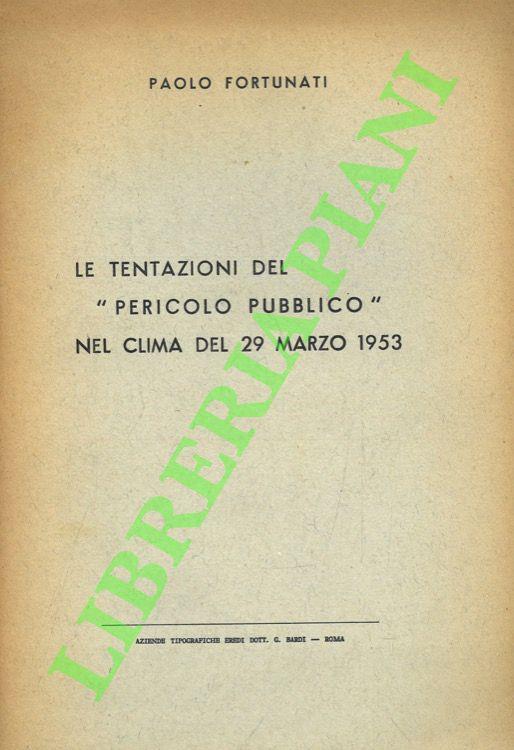 PAOLO FORTUNATI
LE TENTAZIONI DEL
“ PERICOLO PUBBLICO “
NEL CLIMA DEL 29 MARZO 1953
AZIENDE TIPOGRAFICHE EREDI DOTT. G. BARDI — ROMA
LIBRERIA PIANI